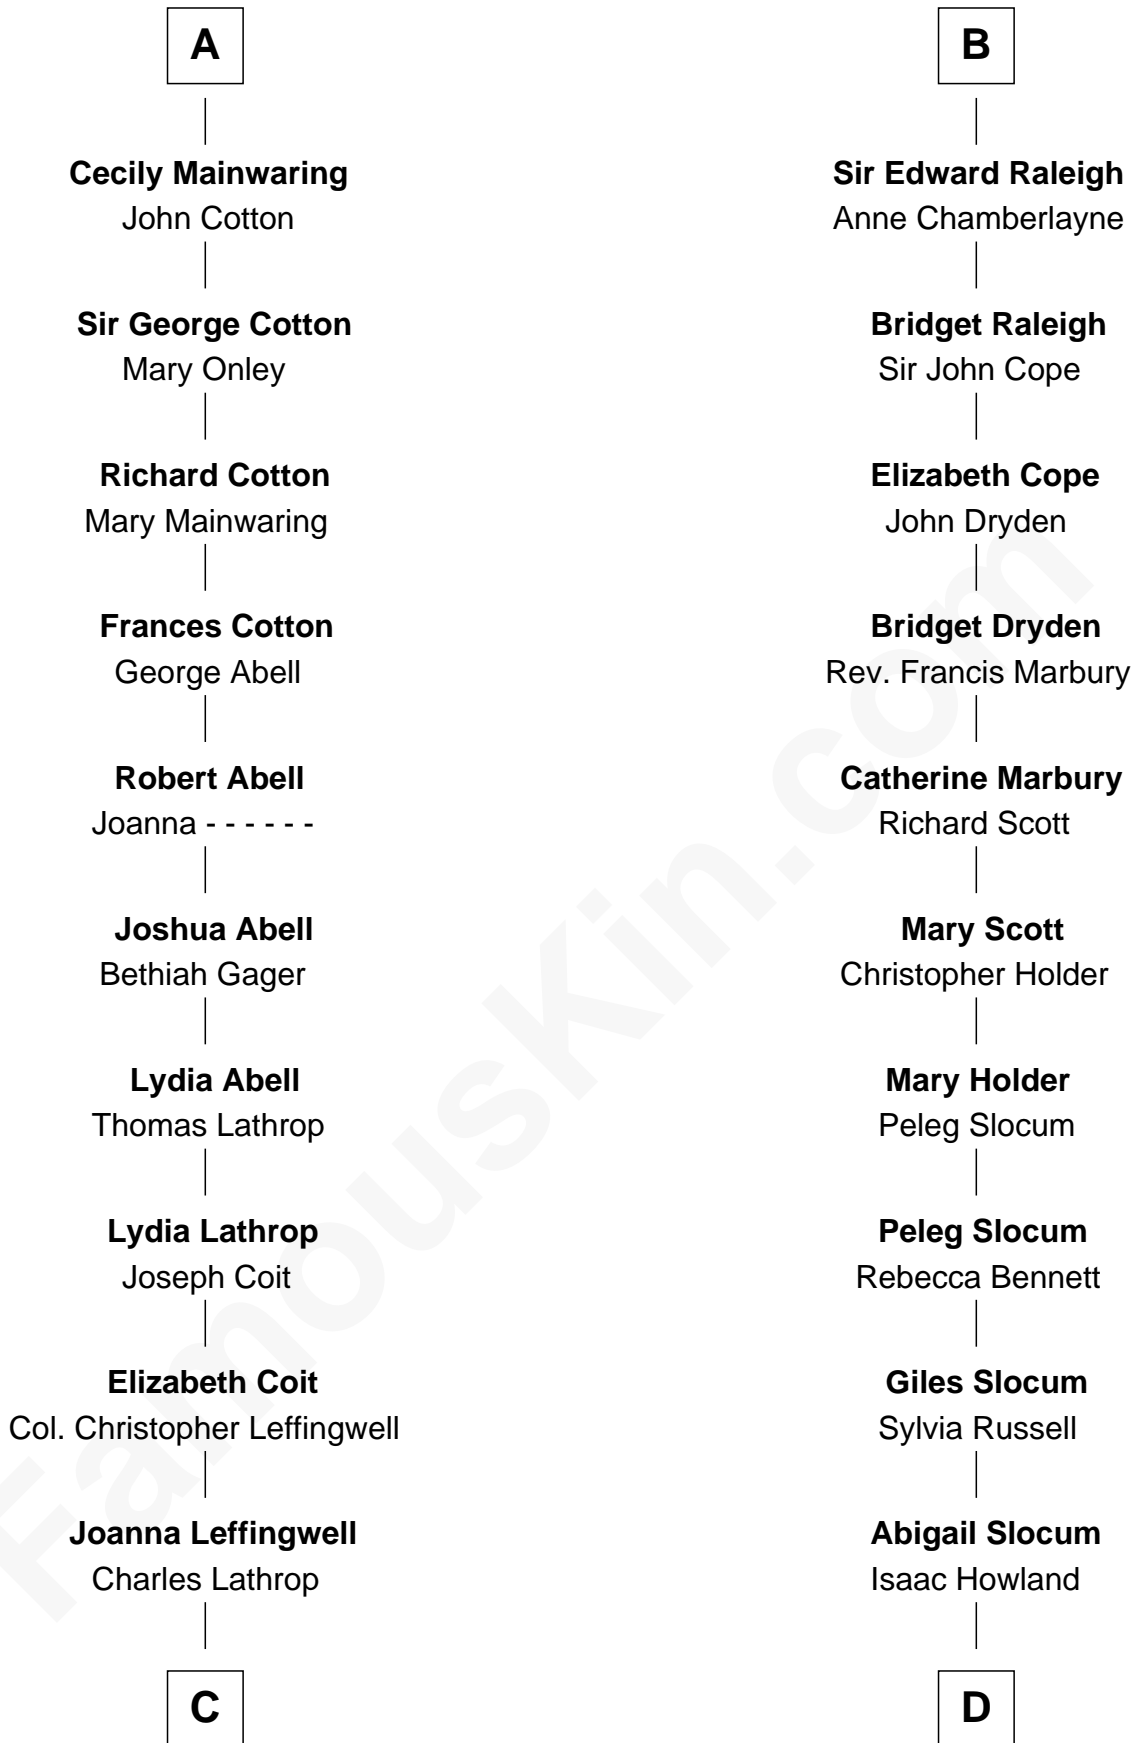 A
Cecily Mainwaring
John Cotton
Sir George Cotton
Mary Onley
Richard Cotton
Mary Mainwaring
Frances Cotton
George Abell
Robert Abell
Joanna - - - - - -
Joshua Abell
Bethiah Gager
Lydia Abell
Thomas Lathrop
Lydia Lathrop
Joseph Coit
Elizabeth Coit
Col. Christopher Leffingwell
Joanna Leffingwell
Charles Lathrop
C
B
Sir Edward Raleigh
Anne Chamberlayne
Bridget Raleigh
Sir John Cope
Elizabeth Cope
John Dryden
Bridget Dryden
Rev. Francis Marbury
Catherine Marbury
Richard Scott
Mary Scott
Christopher Holder
Mary Holder
Peleg Slocum
Peleg Slocum
Rebecca Bennett
Giles Slocum
Sylvia Russell
Abigail Slocum
Isaac Howland
D
FamousKin.com